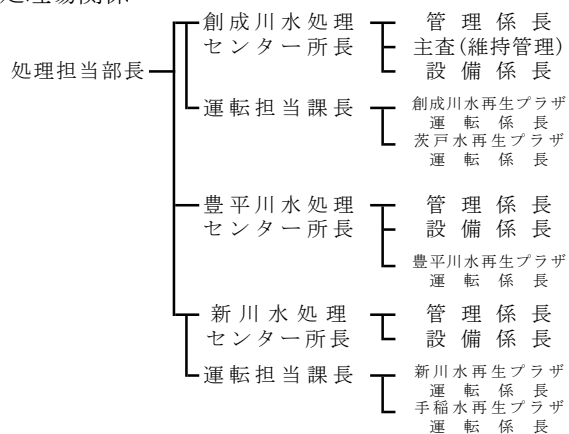 処理場関係
創成川水処理
センター所長
管理係長
主査(維持管理)
設備係長
処理担当部長
運転担当課長
創成川水再生プラザ
運転係長
茨戸水再生プラザ
運転係長
豊平川水処理
センター所長
管理係長
設備係長
豊平川水再生プラザ
運転係長
新川水処理
センター所長
管理係長
設備係長
運転担当課長
新川水再生プラザ
運転係長
手稲水再生プラザ
運転係長